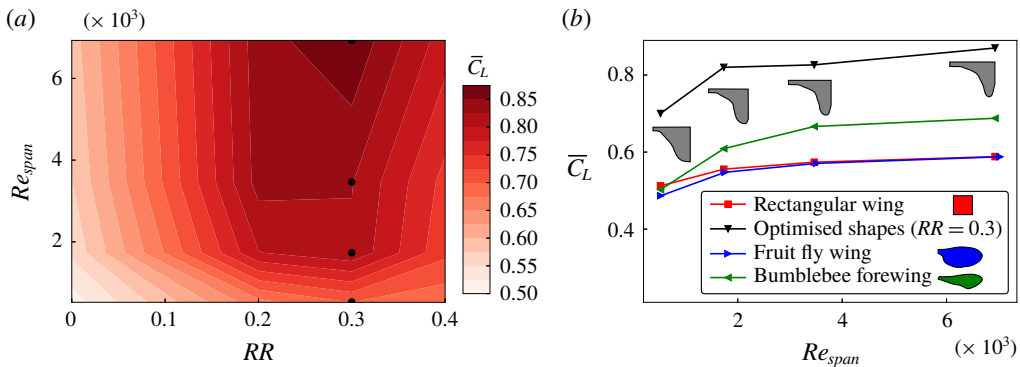 (a)
(× 10³)
6
4
2
Re_span
0
0.1
0.2
0.3
0.4
RR
C̅_L
0.85
0.80
0.75
0.70
0.65
0.60
0.55
0.50
(b)
0.8
0.6
0.4
C̅_L
Rectangular wing
Optimised shapes (RR = 0.3)
Fruit fly wing
Bumblebee forewing
2
4
6
Re_span
(× 10³)